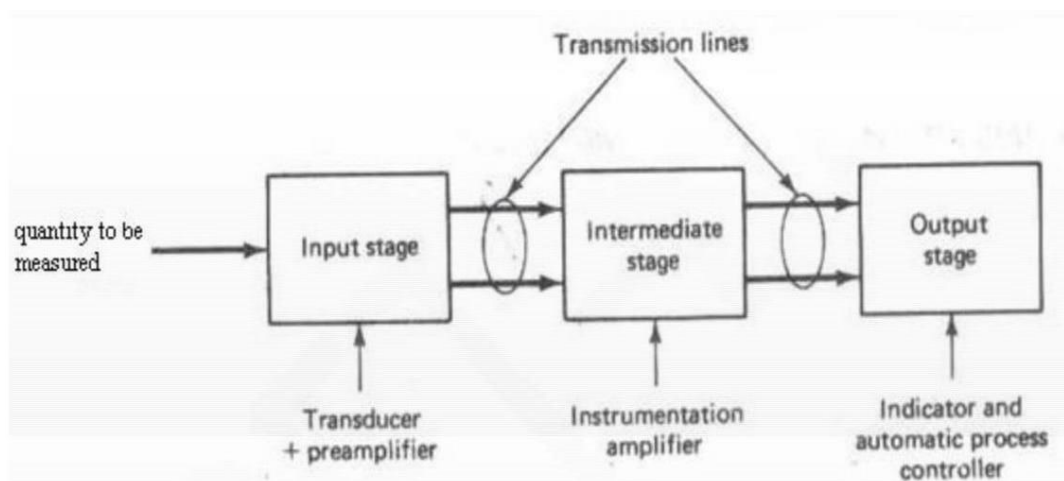 Transmission lines
quantity to be
measured
Input stage
Intermediate
stage
Output
stage
Transducer
+ preamplifier
Instrumentation
amplifier
Indicator and
automatic process
controller